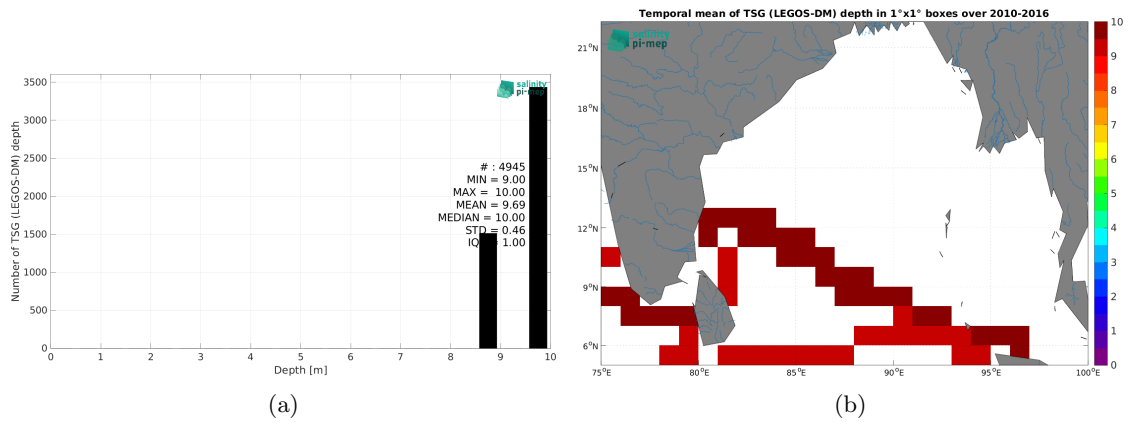 salinity
pi-mep
# : 4945
MIN = 9.00
MAX = 10.00
MEAN = 9.69
MEDIAN = 10.00
STD = 0.46
= 1.00
3500
3000
2500
2000
1500
1000
500
0
Number of TSG (LEGOS-DM) depth
0 1 2 3 4 5 6 7 8 9 10
Depth [m]
(a)
Temporal mean of TSG (LEGOS-DM) depth in 1°x1° boxes over 2010-2016
salinity
pi-mep
21°N
18°N
15°N
12°N
9°N
6°N
75°E 80°E 85°E 90°E 95°E 100°E
10
9
8
7
6
5
4
3
2
1
0
(b)